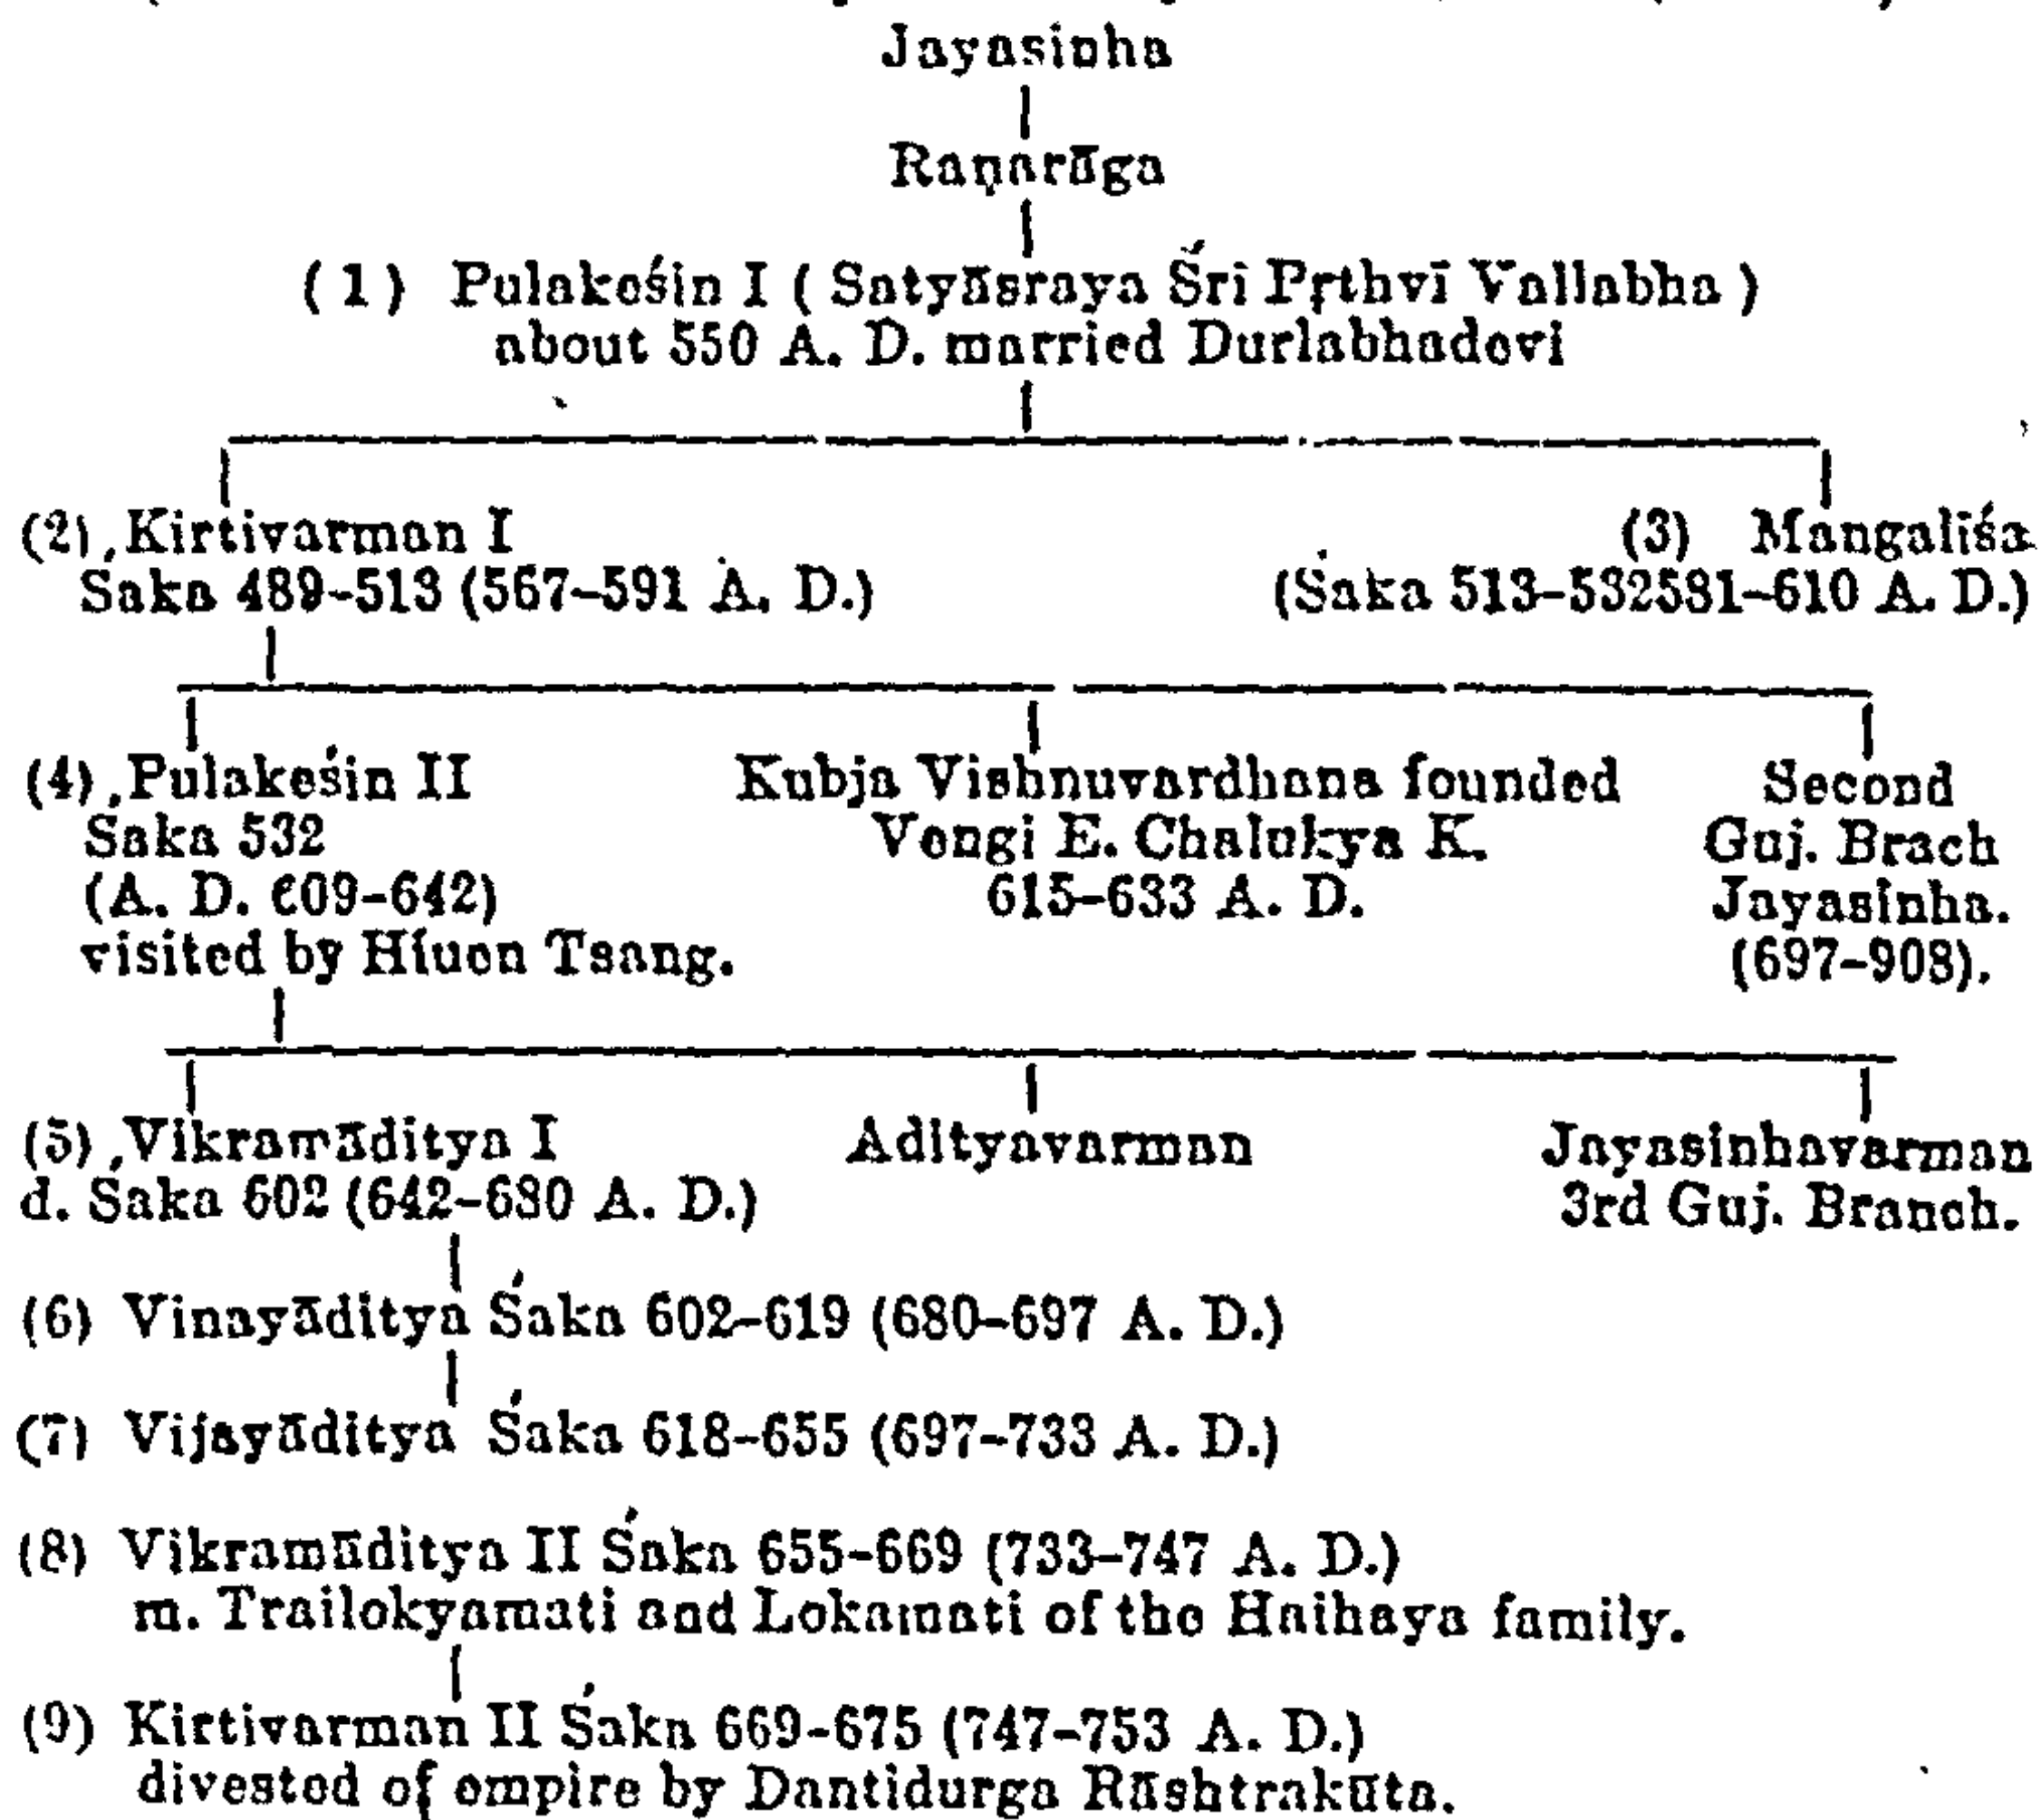 Jayasinha
Raṇarāga
(1) Pulakeśin I (Satyāsraya Śri Pṛthvī Vallabha)
about 550 A. D. married Durlabhadevi
(2) Kirtivarman I
Śaka 489-513 (567-591 A. D.)
(3) Mangaliśa
(Śaka 513-532581-610 A. D.)
(4) Pulakeśin II
Śaka 532
(A. D. 609-642)
visited by Hiuen Tsang.
Kubja Vishnuvardhana founded
Vengi E. Chalukya K.
615-633 A. D.
Second
Guj. Brach
Jayasinha.
(697-908).
(5) Vikramāditya I
d. Śaka 602 (642-680 A. D.)
Adityavarman
Jayasinhavarman
3rd Guj. Branch.
(6) Vinayāditya Śaka 602-619 (680-697 A. D.)
(7) Vijayāditya Śaka 618-655 (697-733 A. D.)
(8) Vikramāditya II Śaka 655-669 (733-747 A. D.)
m. Trailokyamati and Lokamati of the Haihaya family.
(9) Kirtivarman II Śaka 669-675 (747-753 A. D.)
divested of empire by Dantidurga Rāshtrakūta.